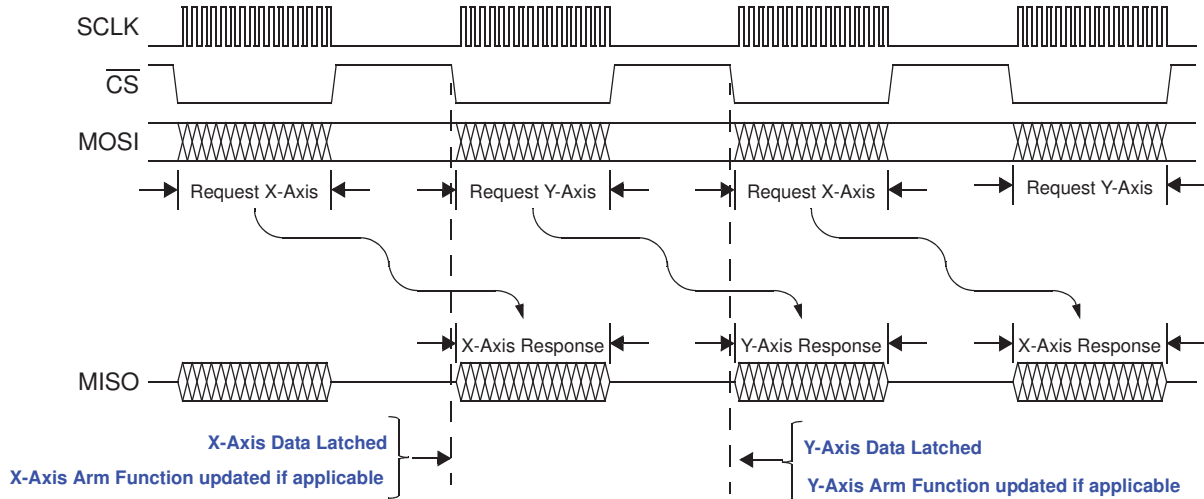 SCLK
CS
MOSI
Request X-Axis
Request Y-Axis
Request X-Axis
Request Y-Axis
X-Axis Response
Y-Axis Response
X-Axis Response
MISO
X-Axis Data Latched
X-Axis Arm Function updated if applicable
Y-Axis Data Latched
Y-Axis Arm Function updated if applicable